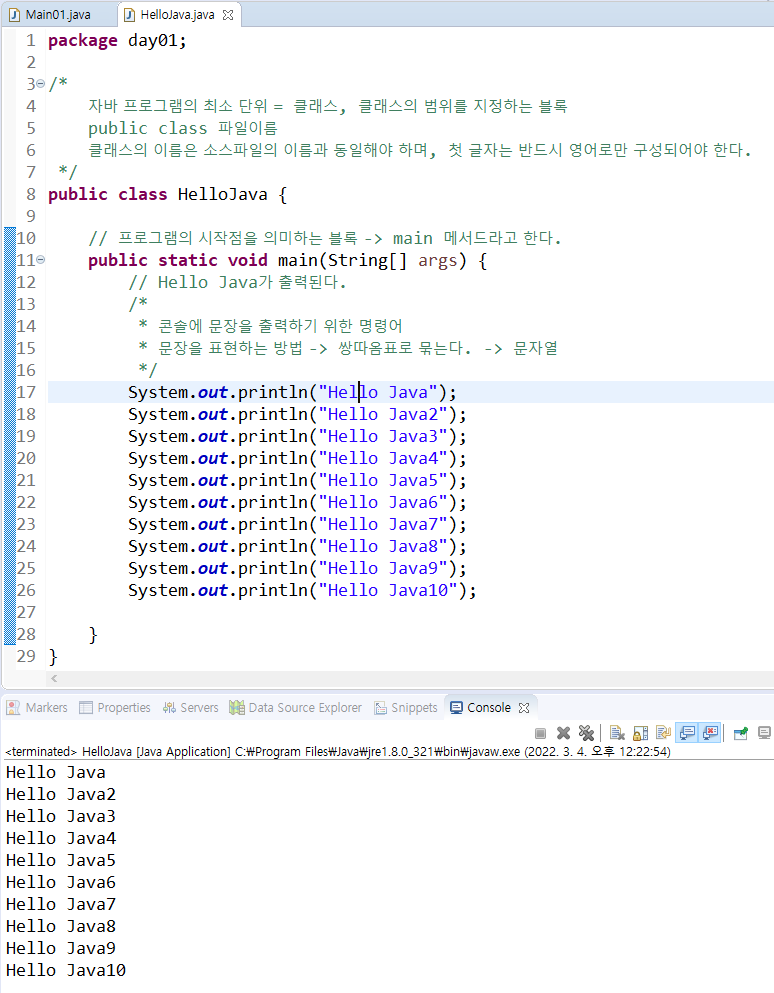 Main01.java HelloJava.java
1 package day01;
2
3 /*
4 자바 프로그램의 최소 단위 = 클래스, 클래스의 범위를 지정하는 블록
5 public class 파일이름
6 클래스의 이름은 소스파일의 이름과 동일해야 하며, 첫 글자는 반드시 영어로만 구성되어야 한다.
7 */
8 public class HelloJava {
9
10 // 프로그램의 시작점을 의미하는 블록 -> main 메서드라고 한다.
11 public static void main(String[] args) {
12 // Hello Java가 출력된다.
13 /*
14 * 콘솔에 문장을 출력하기 위한 명령어
15 * 문장을 표현하는 방법 -> 쌍따옴표로 묶는다. -> 문자열
16 */
17 System.out.println("Hello Java");
18 System.out.println("Hello Java2");
19 System.out.println("Hello Java3");
20 System.out.println("Hello Java4");
21 System.out.println("Hello Java5");
22 System.out.println("Hello Java6");
23 System.out.println("Hello Java7");
24 System.out.println("Hello Java8");
25 System.out.println("Hello Java9");
26 System.out.println("Hello Java10");
27
28 }
29 }
Markers Properties Servers Data Source Explorer Snippets Console
<terminated> HelloJava [Java Application] C:₩Program Files₩Java₩jre1.8.0_321₩bin₩javaw.exe (2022. 3. 4. 오후 12:22:54)
Hello Java
Hello Java2
Hello Java3
Hello Java4
Hello Java5
Hello Java6
Hello Java7
Hello Java8
Hello Java9
Hello Java10